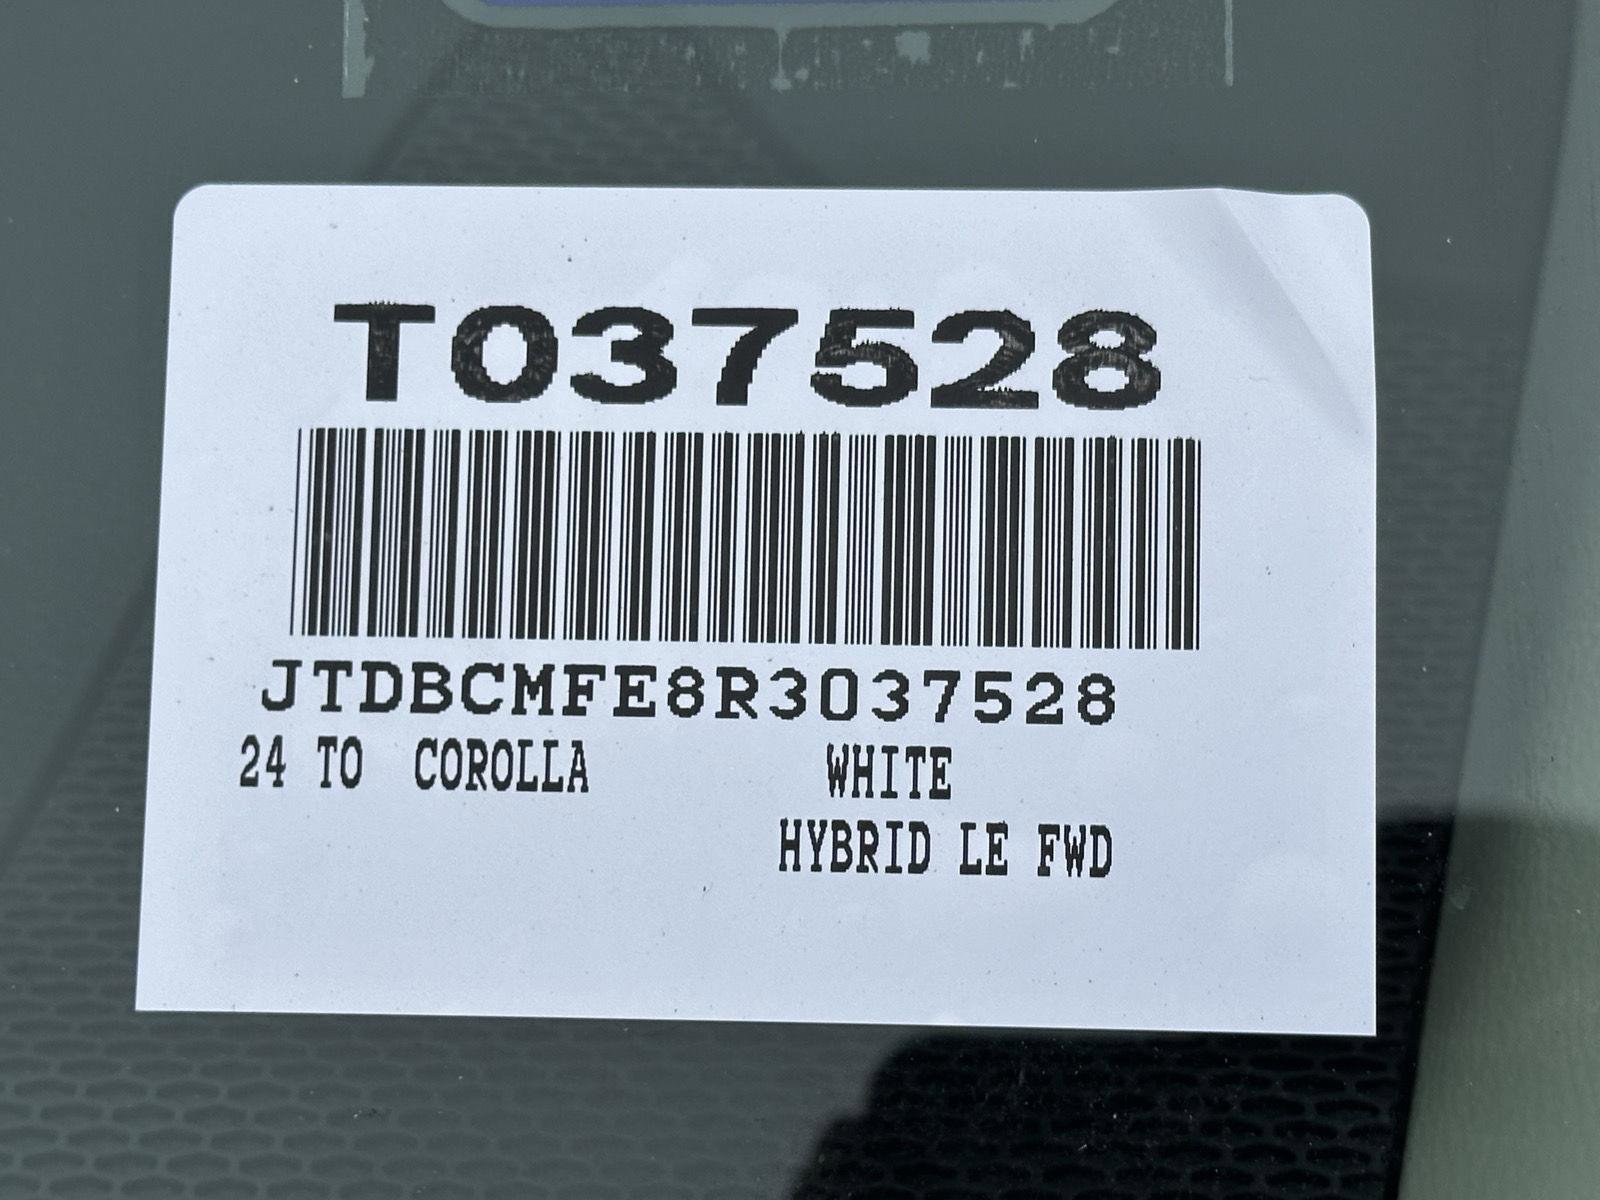 T037528
JTDBCMFE8R3037528
24 TO COROLLA WHITE
HYBRID LE FWD